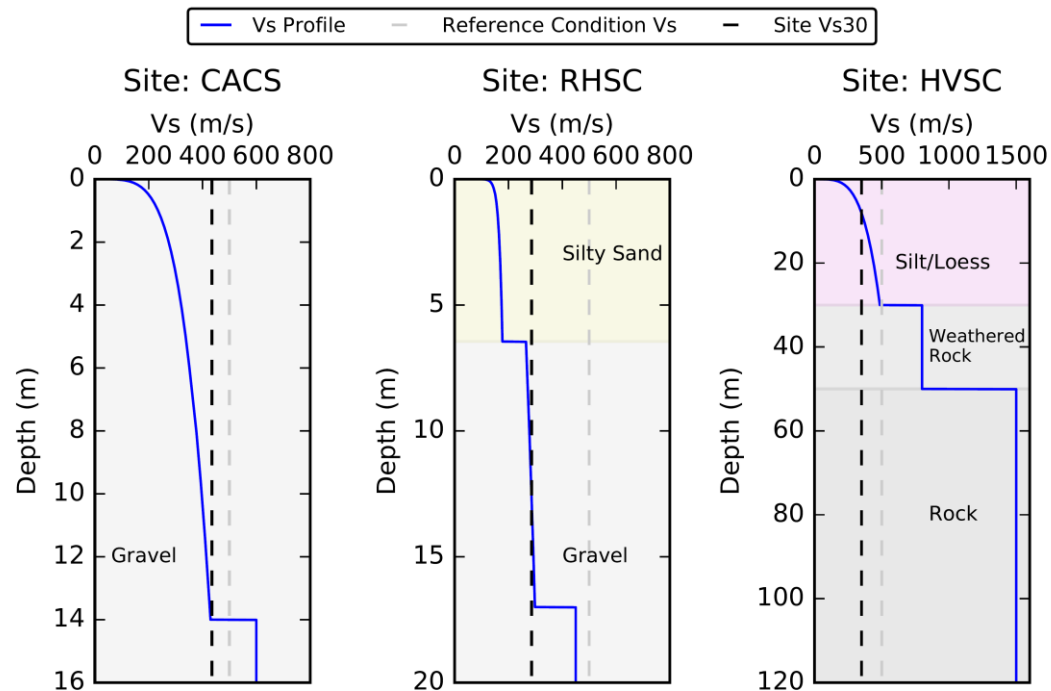 Vs Profile Reference Condition Vs Site Vs30
Site: CACS
Vs (m/s)
0 200 400 600 800
Depth (m)
0
2
4
6
8
10
12
14
16
Gravel
Site: RHSC
Vs (m/s)
0 200 400 600 800
Depth (m)
0
5
10
15
20
Silty Sand
Gravel
Site: HVSC
Vs (m/s)
0 500 1000 1500
Depth (m)
0
20
40
60
80
100
120
Silt/Loess
Weathered
Rock
Rock